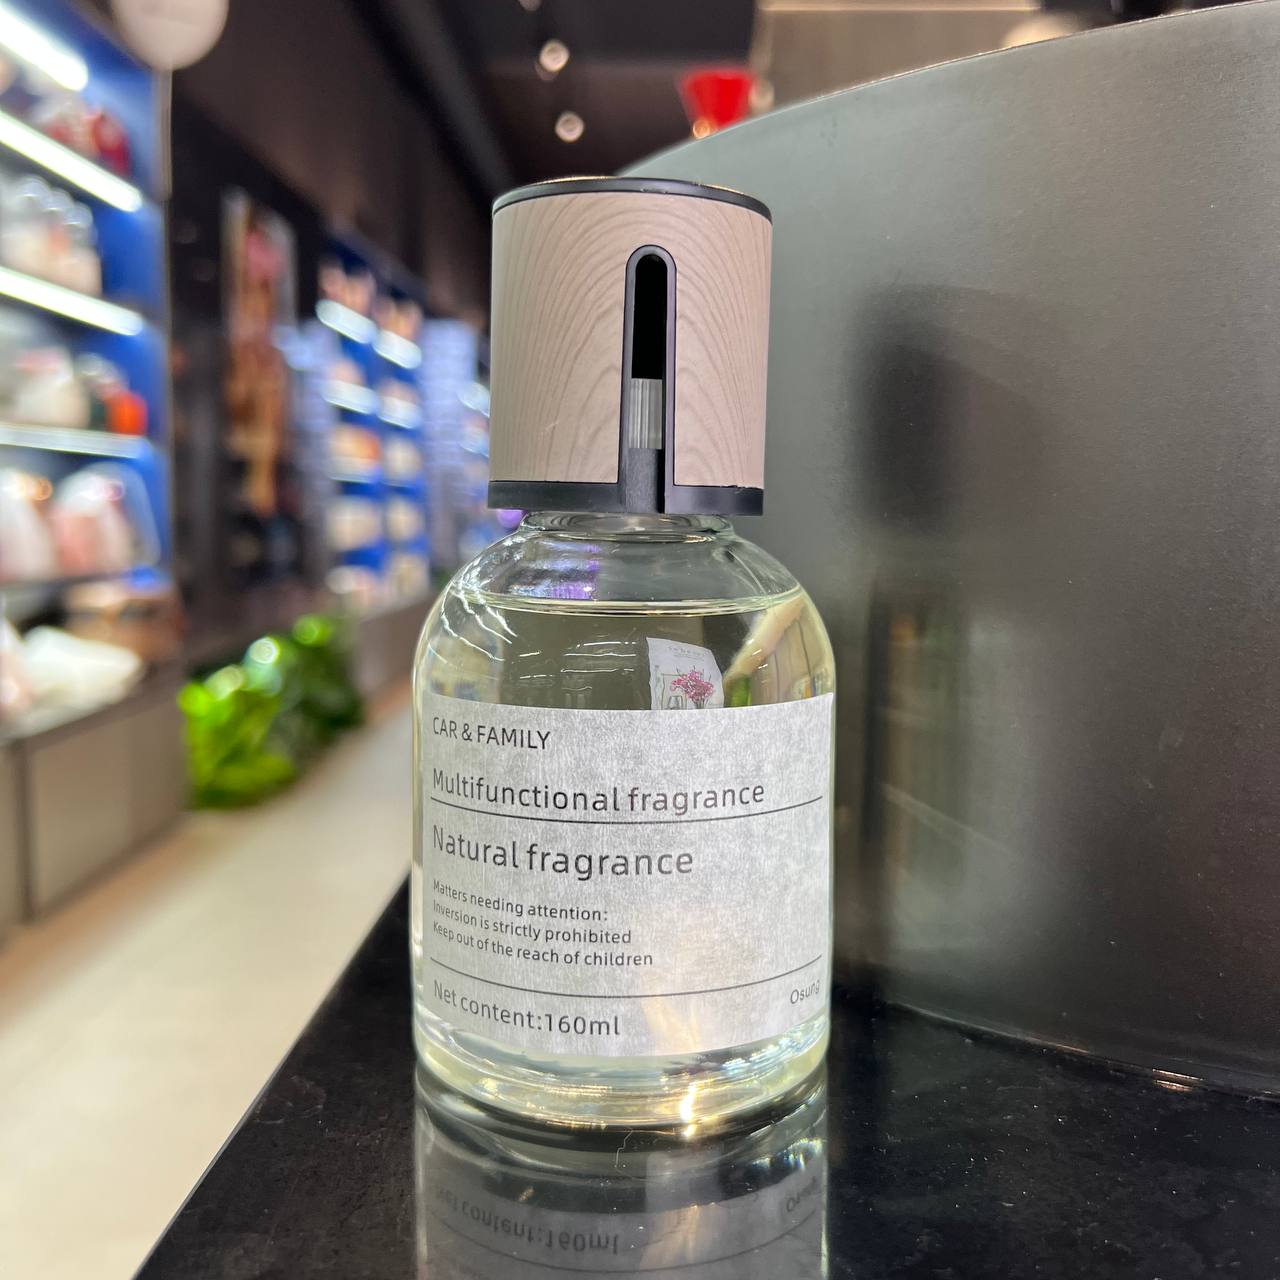 CAR & FAMILY
Multifunctional fragrance
Natural fragrance
Matters needing attention:
Inversion is strictly prohibited
Keep out of the reach of children
Osung
Net content:160ml